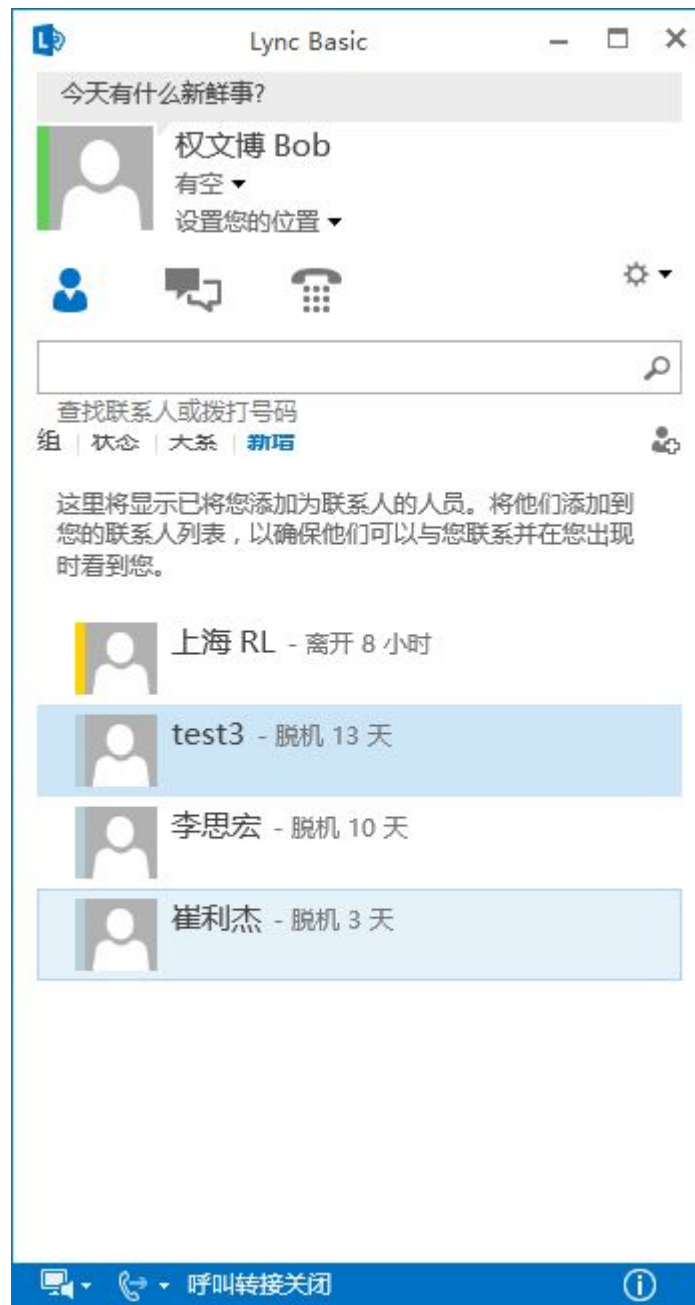 Lync Basic
今天有什么新鲜事?
权文博 Bob
有空
设置您的位置
查找联系人或拨打号码
组 状态 关系 新增
这里将显示已将您添加为联系人的人员。将他们添加到
您的联系人列表，以确保他们可以与您联系并在您出现
时看到您。
上海 RL - 离开 8 小时
test3 - 脱机 13 天
李思宏 - 脱机 10 天
崔利杰 - 脱机 3 天
呼叫转接关闭